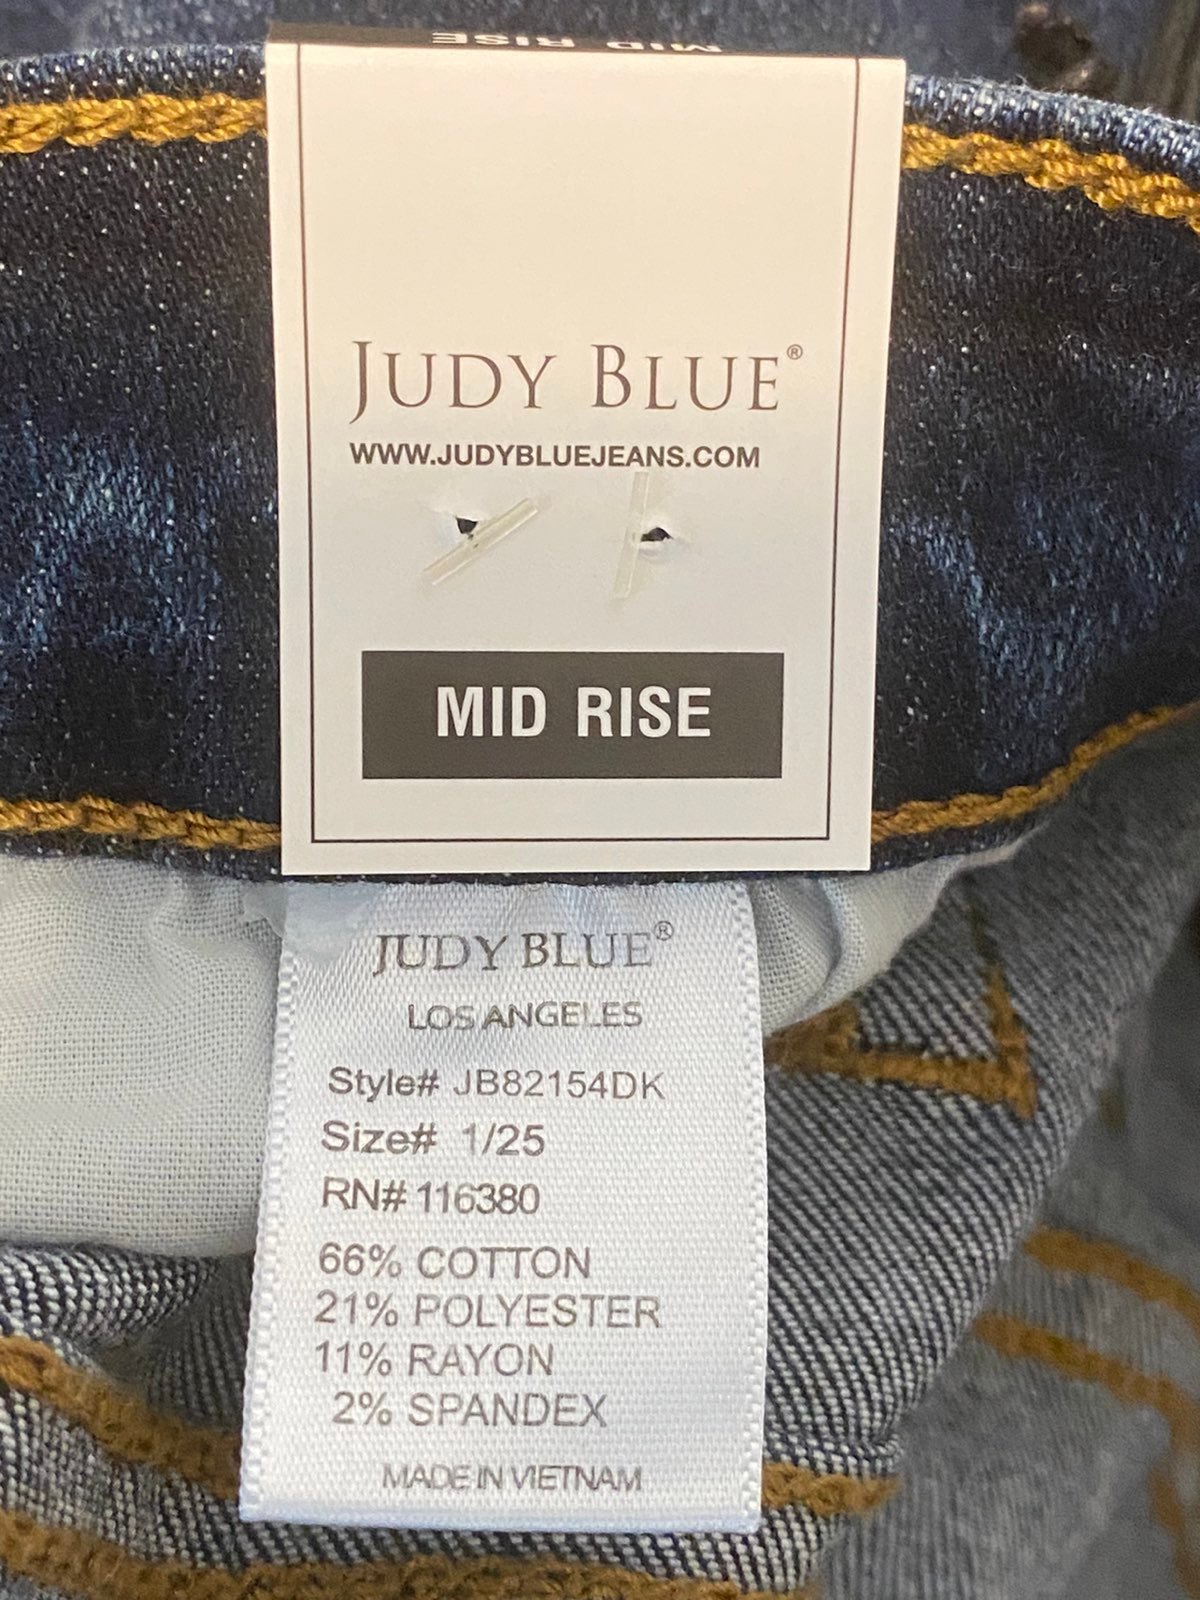 MID RISE
JUDY BLUE®
WWW.JUDYBLUEJEANS.COM
MID RISE
JUDY BLUE®
LOS ANGELES
Style# JB82154DK
Size# 1/25
RN# 116380
66% COTTON
21% POLYESTER
11% RAYON
2% SPANDEX
MADE IN VIETNAM